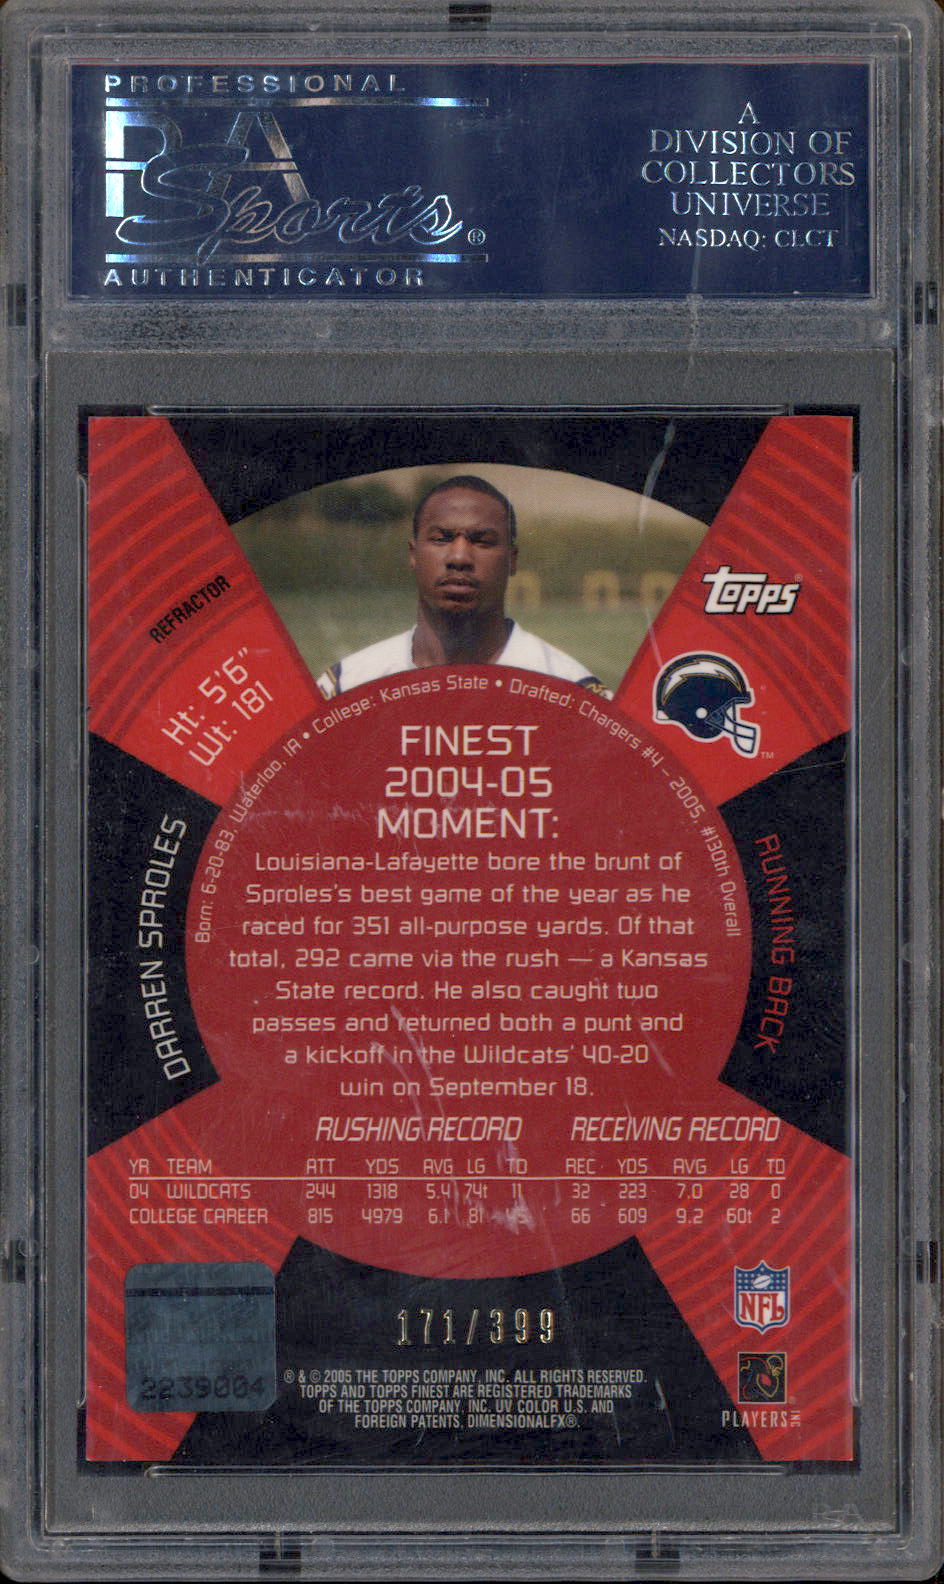 PROFESSIONAL
PSA
Sports®
AUTHENTICATOR
A
DIVISION OF
COLLECTORS
UNIVERSE
NASDAQ: CLCT
REFRACTOR
Ht: 5'6"
Wt: 181
topps®
TM
Born: 6-20-83, Waterloo, IA • College: Kansas State • Drafted: Chargers #4 – 2005, #130th Overall
DARREN SPROLES
RUNNING BACK
FINEST
2004-05
MOMENT:
Louisiana-Lafayette bore the brunt of
Sproles's best game of the year as he
raced for 351 all-purpose yards. Of that
total, 292 came via the rush — a Kansas
State record. He also caught two
passes and returned both a punt and
a kickoff in the Wildcats' 40-20
win on September 18.
RUSHING RECORD RECEIVING RECORD
YR TEAM ATT YDS AVG LG TD REC YDS AVG LG TD
04 WILDCATS 244 1318 5.4 74t 11 32 223 7.0 28 0
COLLEGE CAREER 815 4979 6.1 81 45 66 609 9.2 60t 2
NFL
171/399
2239004
® & © 2005 THE TOPPS COMPANY, INC. ALL RIGHTS RESERVED.
TOPPS AND TOPPS FINEST ARE REGISTERED TRADEMARKS
OF THE TOPPS COMPANY, INC. UV COLOR U.S. AND
FOREIGN PATENTS, DIMENSIONALFX®.
PLAYERS INC
PSA